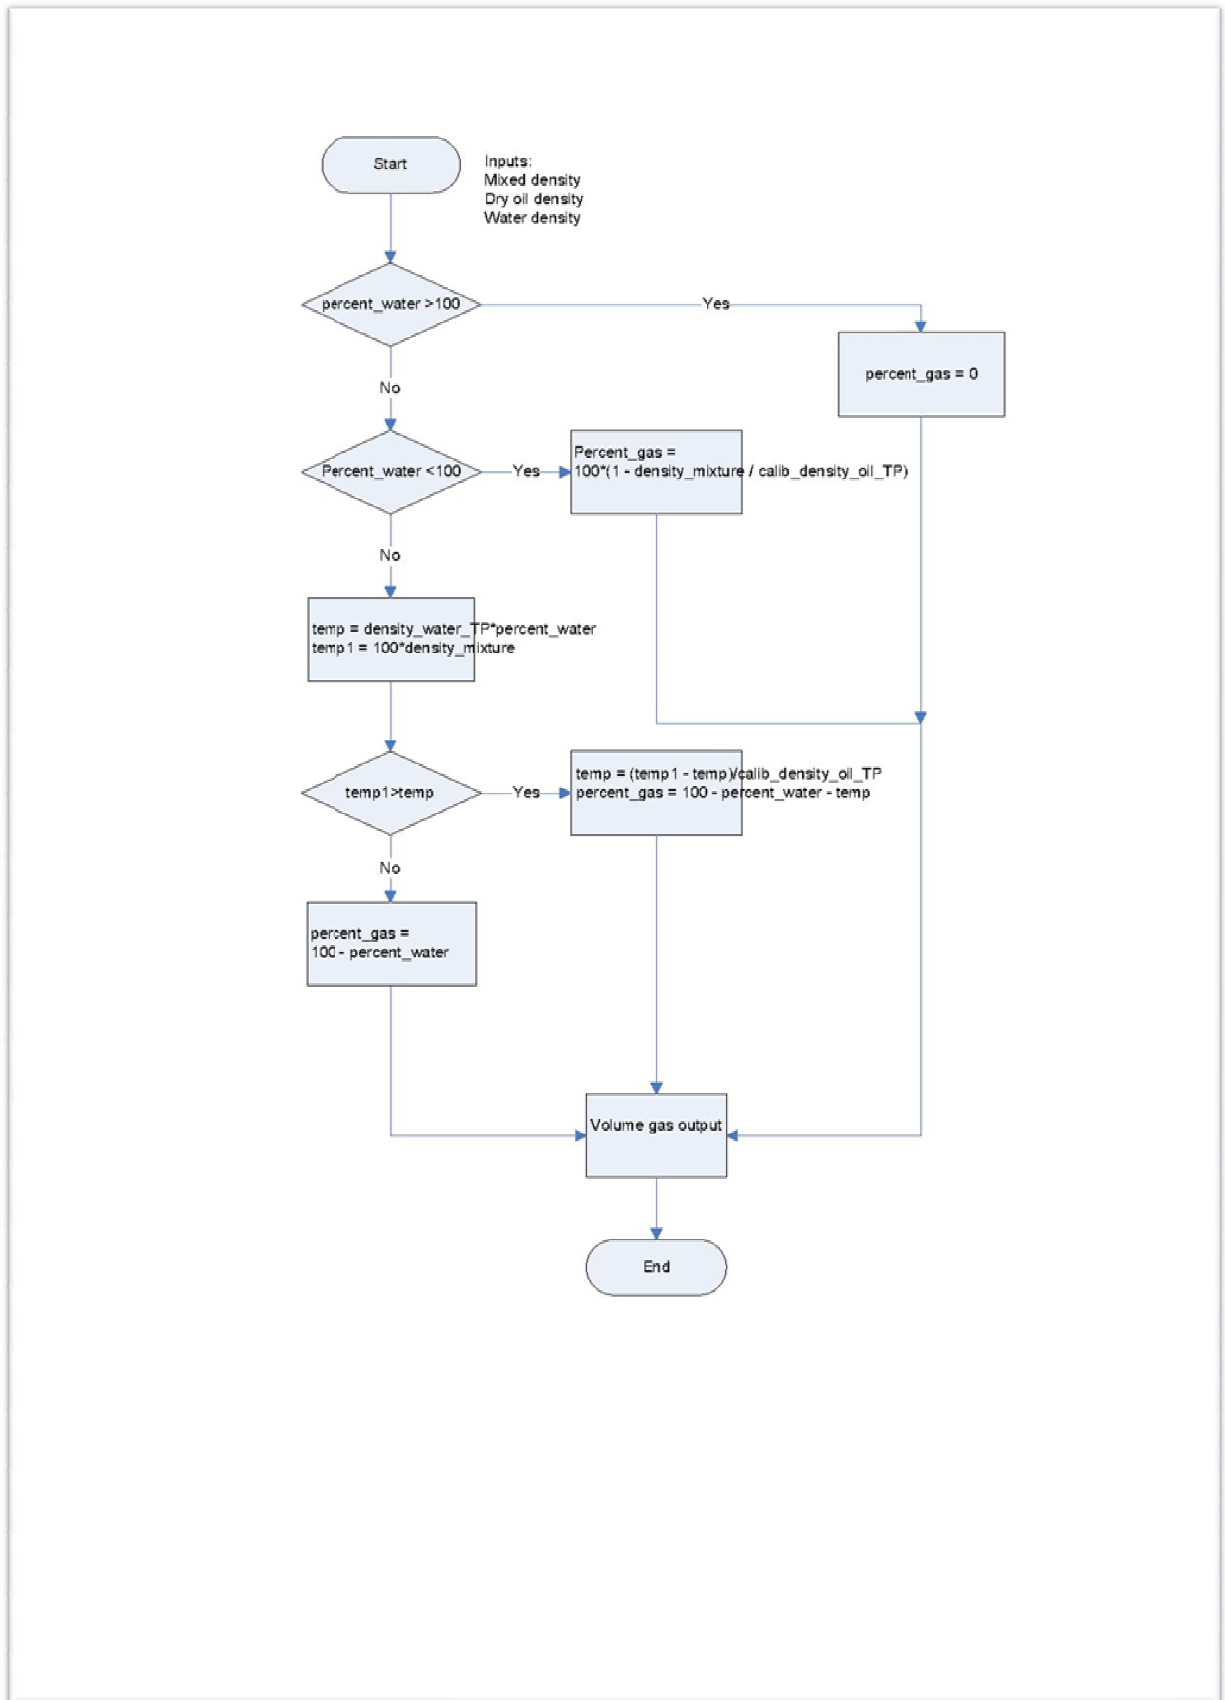 Start
Inputs:
Mixed density
Dry oil density
Water density
percent_water >100
Yes
percent_gas = 0
No
Percent_water <100
Yes
Percent_gas =
100*(1 - density_mixture / calib_density_oil_TP)
No
temp = density_water_TP*percent_water
temp1 = 100*density_mixture
temp1>temp
Yes
temp = (temp1 - temp)/calib_density_oil_TP
percent_gas = 100 - percent_water - temp
No
percent_gas =
100 - percent_water
Volume gas output
End